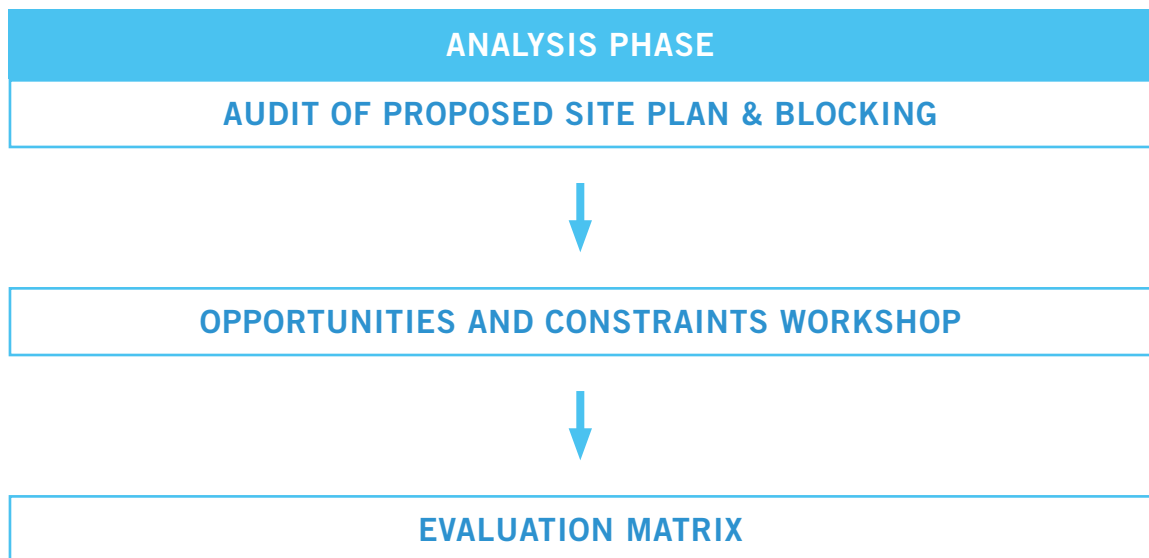 ANALYSIS PHASE
AUDIT OF PROPOSED SITE PLAN & BLOCKING
OPPORTUNITIES AND CONSTRAINTS WORKSHOP
EVALUATION MATRIX